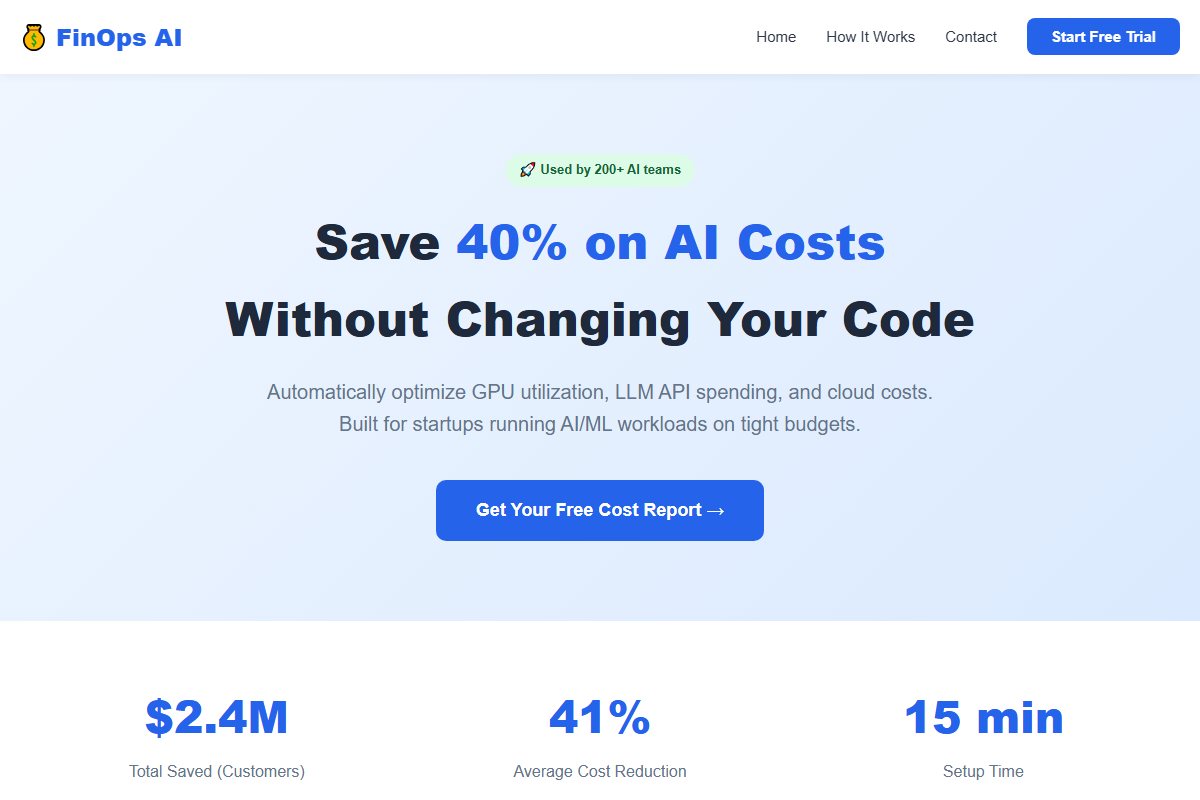 FinOps AI
Home
How It Works
Contact
Start Free Trial
🚀 Used by 200+ AI teams
Save 40% on AI Costs
Without Changing Your Code
Automatically optimize GPU utilization, LLM API spending, and cloud costs.
Built for startups running AI/ML workloads on tight budgets.
Get Your Free Cost Report →
$2.4M
Total Saved (Customers)
41%
Average Cost Reduction
15 min
Setup Time